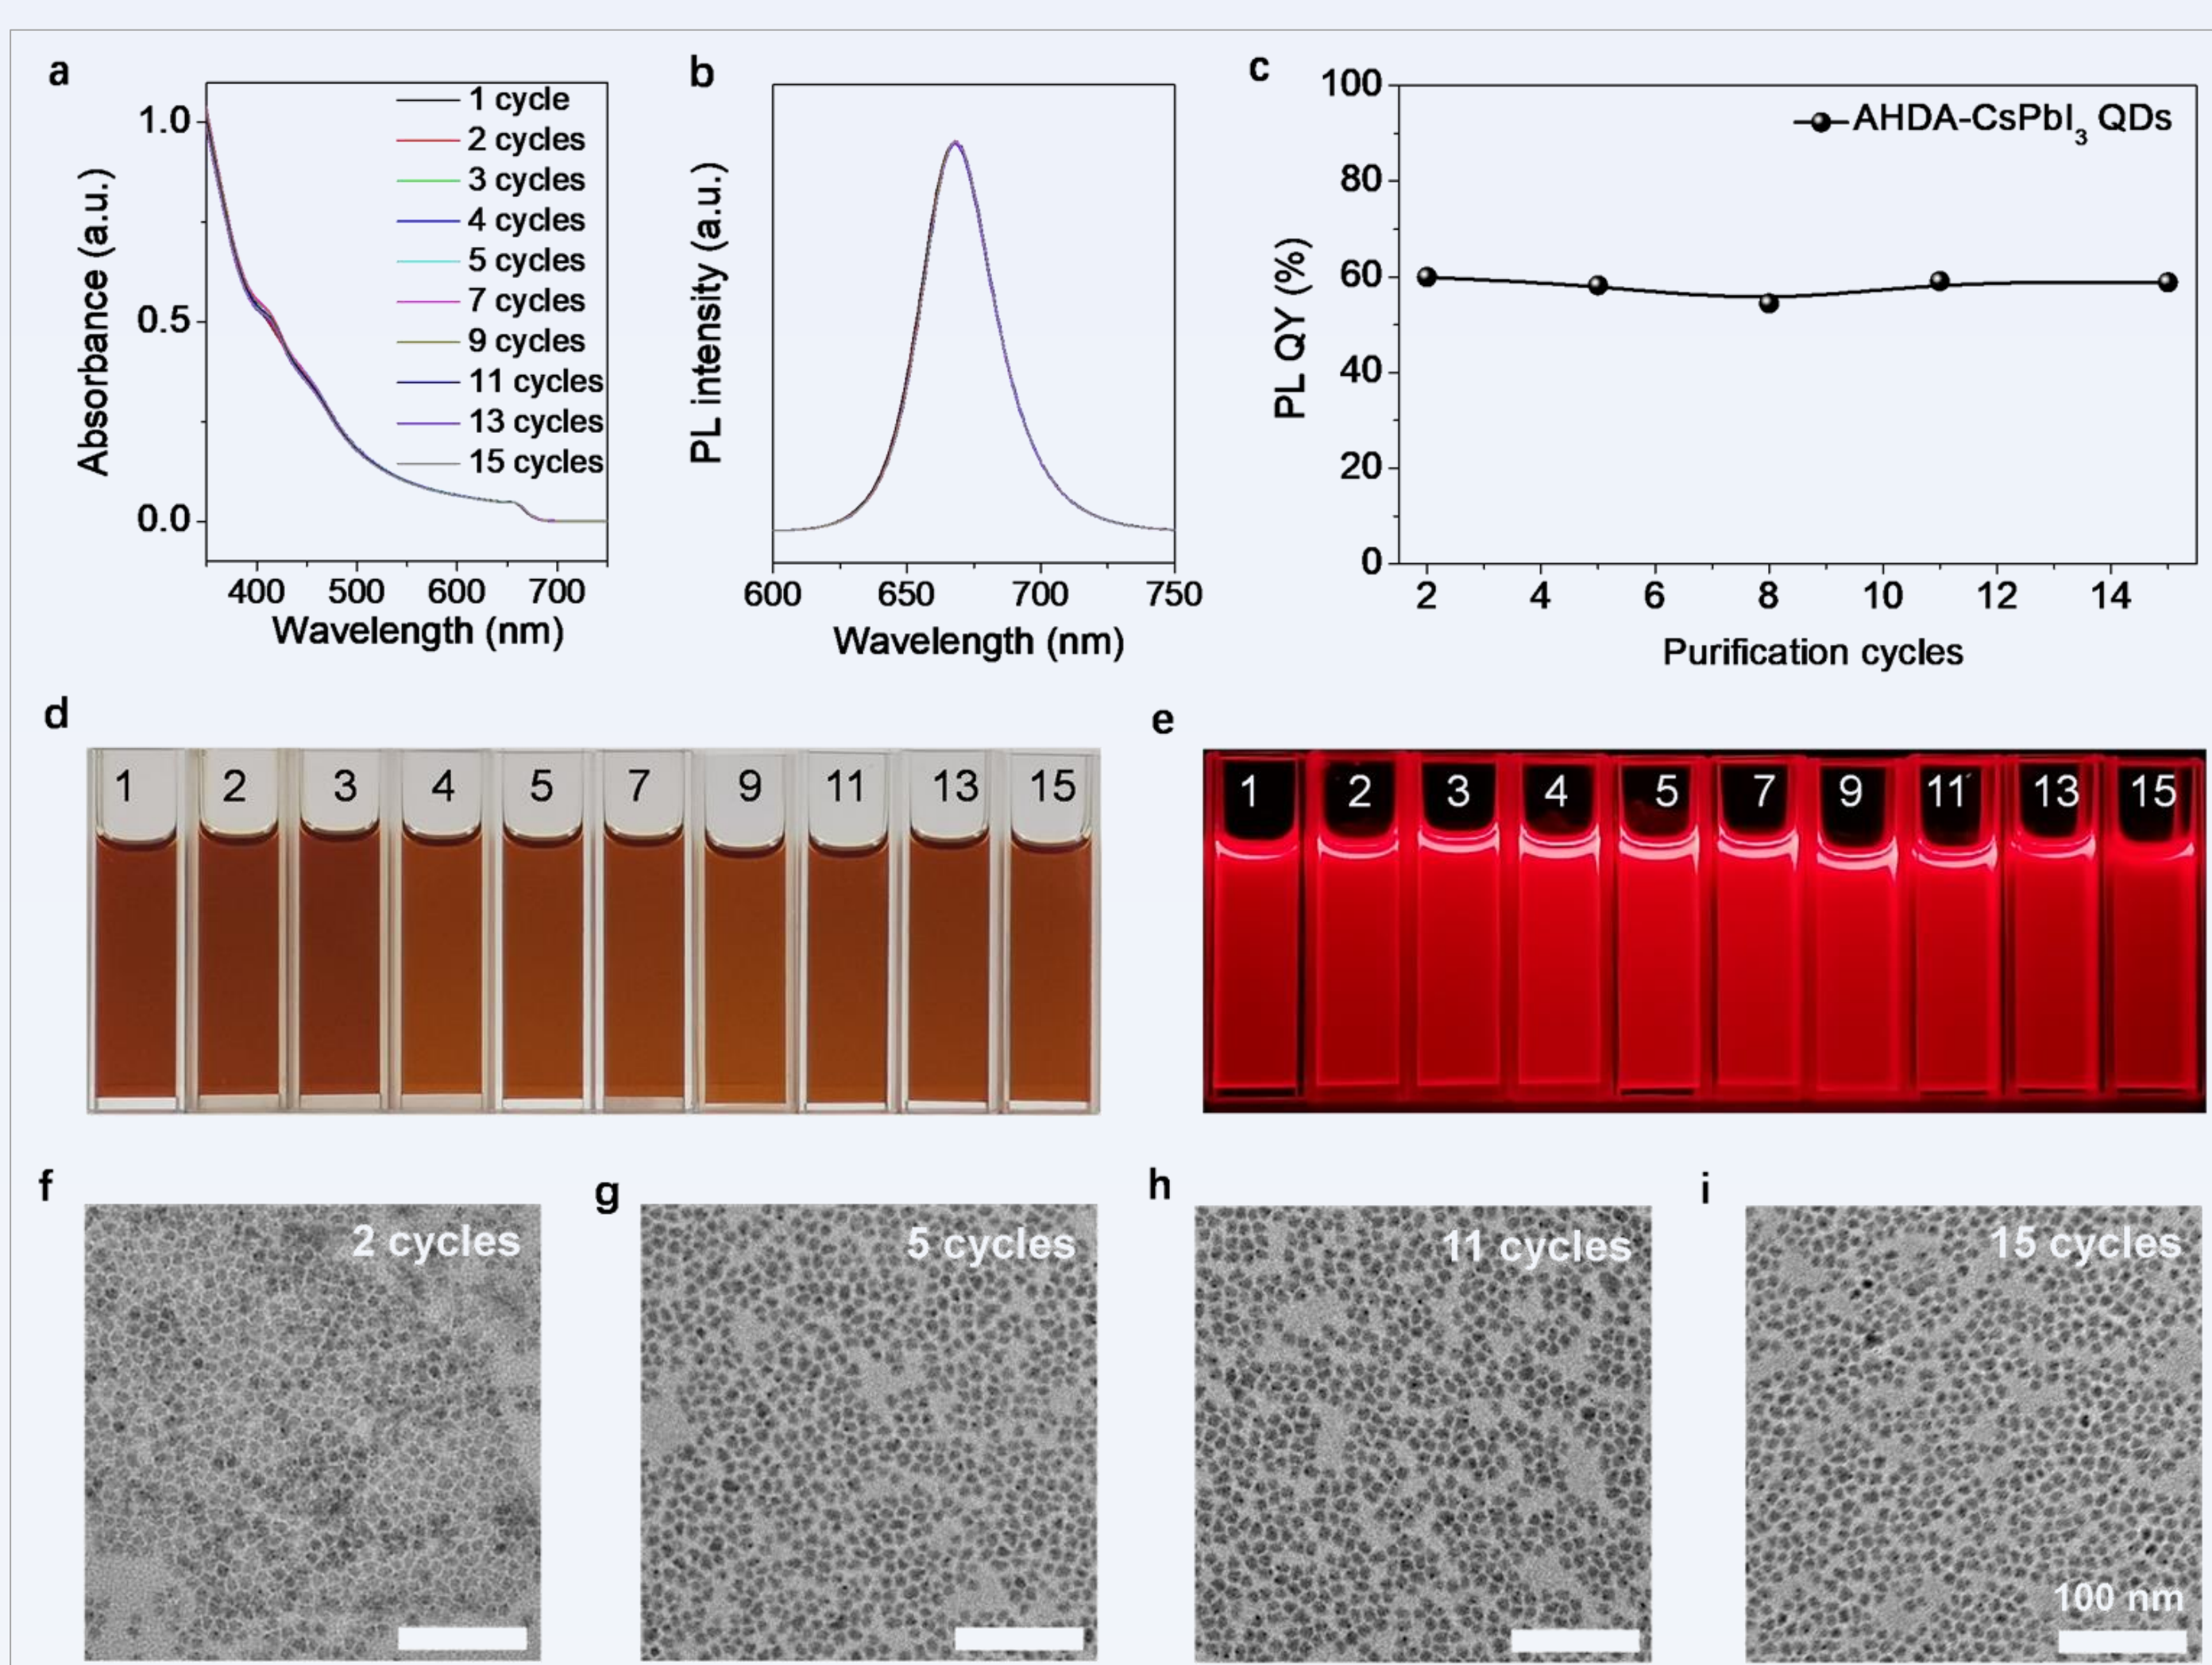 a
1.0
0.5
0.0
Absorbance (a.u.)
1 cycle
2 cycles
3 cycles
4 cycles
5 cycles
7 cycles
9 cycles
11 cycles
13 cycles
15 cycles
400 500 600 700
Wavelength (nm)
b
PL intensity (a.u.)
600 650 700 750
Wavelength (nm)
c
100
80
60
40
20
0
PL QY (%)
AHDA-CsPbI3 QDs
2 4 6 8 10 12 14
Purification cycles
d
1 2 3 4 5 7 9 11 13 15
e
1 2 3 4 5 7 9 11 13 15
f
2 cycles
g
5 cycles
h
11 cycles
i
15 cycles
100 nm